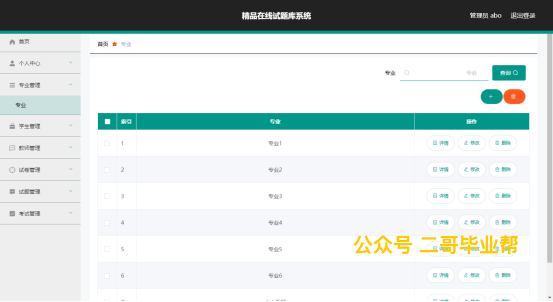 精品在线试题库系统
管理员 abo 退出登录
首页
个人中心
专业管理
专业
学生管理
教师管理
试卷管理
试题管理
考试管理
首页 专业
专业 专业 查询
索引 专业 操作
1 专业1 详情 修改 删除
2 专业2 详情 修改 删除
3 专业3 详情 修改 删除
4 专业4 详情 修改 删除
5 专业5 详情 修改 删除
6 专业6 详情 修改 删除
公众号 二哥毕业帮